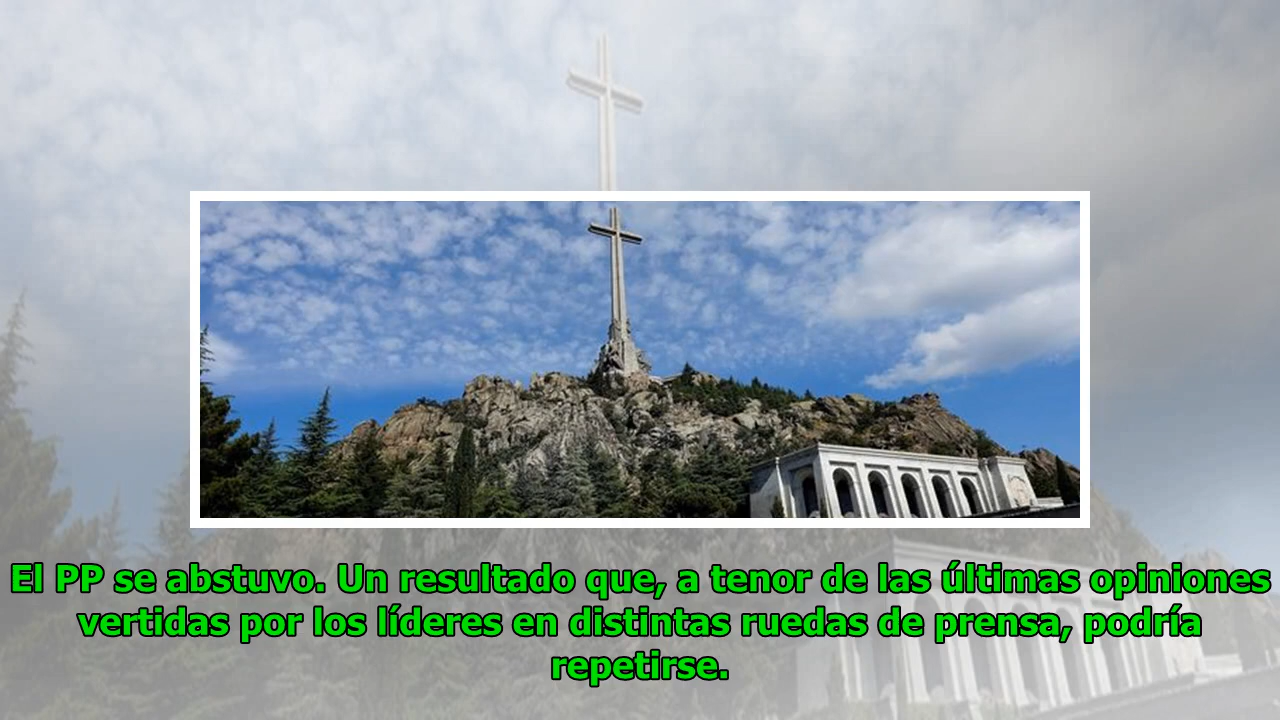 El PP se abstuvo. Un resultado que, a tenor de las últimas opiniones
vertidas por los líderes en distintas ruedas de prensa, podría
repetirse.